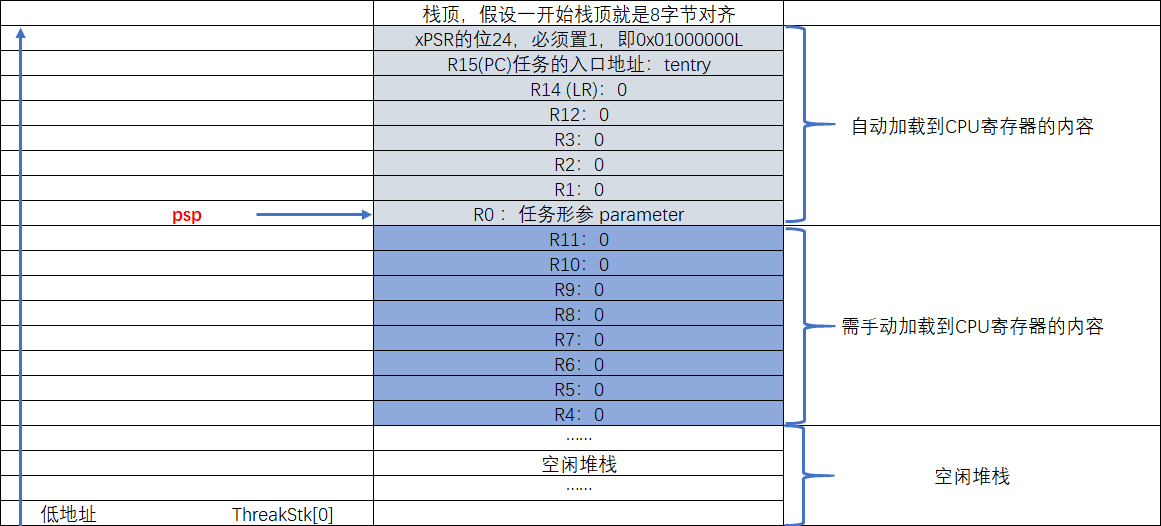 栈顶，假设一开始栈顶就是8字节对齐
xPSR的位24，必须置1，即0x01000000L
R15(PC)任务的入口地址：tentry
R14 (LR)：0
R12：0
R3：0
R2：0
R1：0
自动加载到CPU寄存器的内容
psp
R0 ：任务形参 parameter
R11：0
R10：0
R9：0
R8：0
R7：0
R6：0
R5：0
R4：0
需手动加载到CPU寄存器的内容
……
空闲堆栈
……
空闲堆栈
低地址
ThreakStk[0]